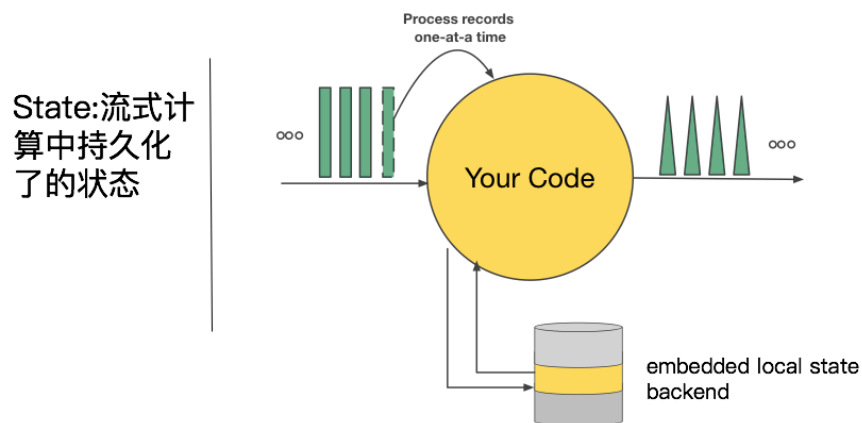 Process records
one-at-a time
State:流式计
算中持久化
了的状态
Your Code
embedded local state
backend